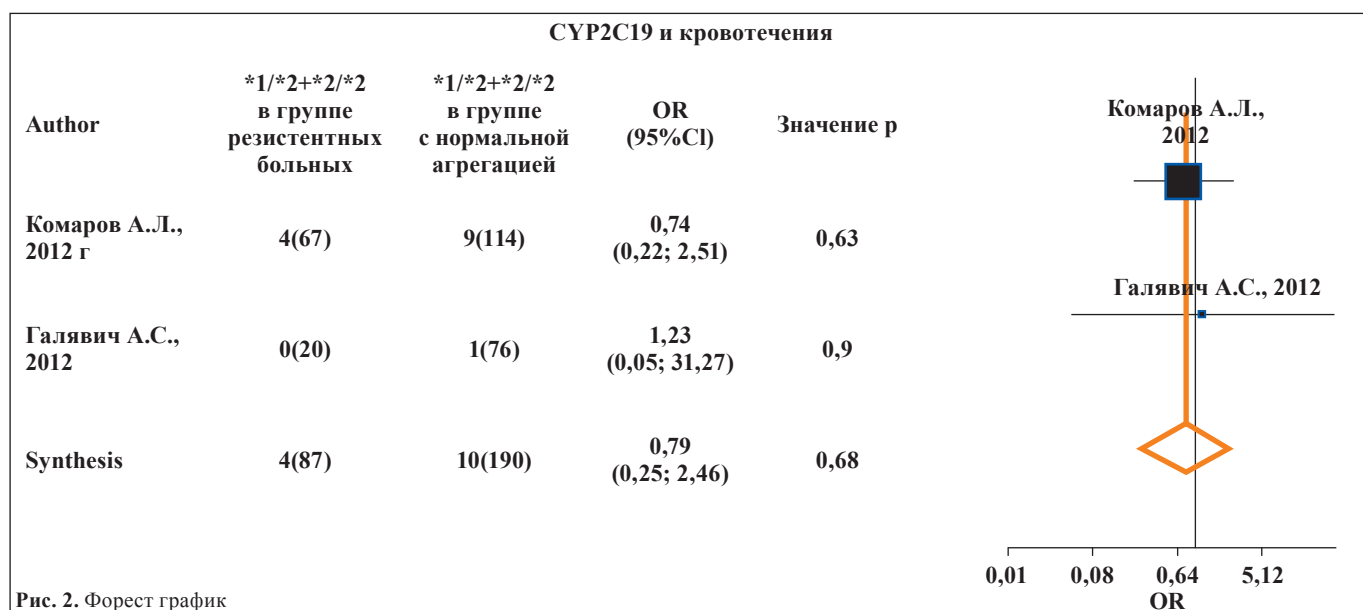 CYP2C19 и кровотечения
Author
*1/*2+*2/*2
в группе
резистентных
больных
*1/*2+*2/*2
в группе
с нормальной
агрегацией
OR
(95%Cl)
Значение p
Комаров А.Л.,
2012 г
4(67)
9(114)
0,74
(0,22; 2,51)
0,63
Галявич А.С.,
2012
0(20)
1(76)
1,23
(0,05; 31,27)
0,9
Synthesis
4(87)
10(190)
0,79
(0,25; 2,46)
0,68
Комаров А.Л.,
2012
Галявич А.С., 2012
0,01 0,08 0,64 5,12
OR
Рис. 2. Форест график